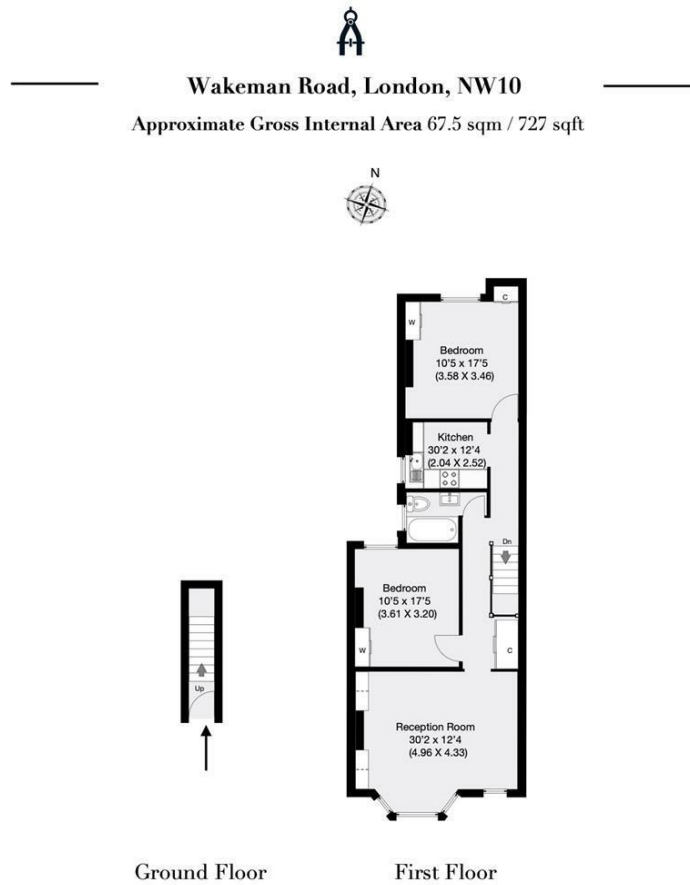 Wakeman Road, London, NW10
Approximate Gross Internal Area 67.5 sqm / 727 sqft
N
C
W
Bedroom
10'5 x 17'5
(3.58 X 3.46)
Kitchen
30'2 x 12'4
(2.04 X 2.52)
Dn
Bedroom
10'5 x 17'5
(3.61 X 3.20)
W
C
Up
Reception Room
30'2 x 12'4
(4.96 X 4.33)
Ground Floor
First Floor